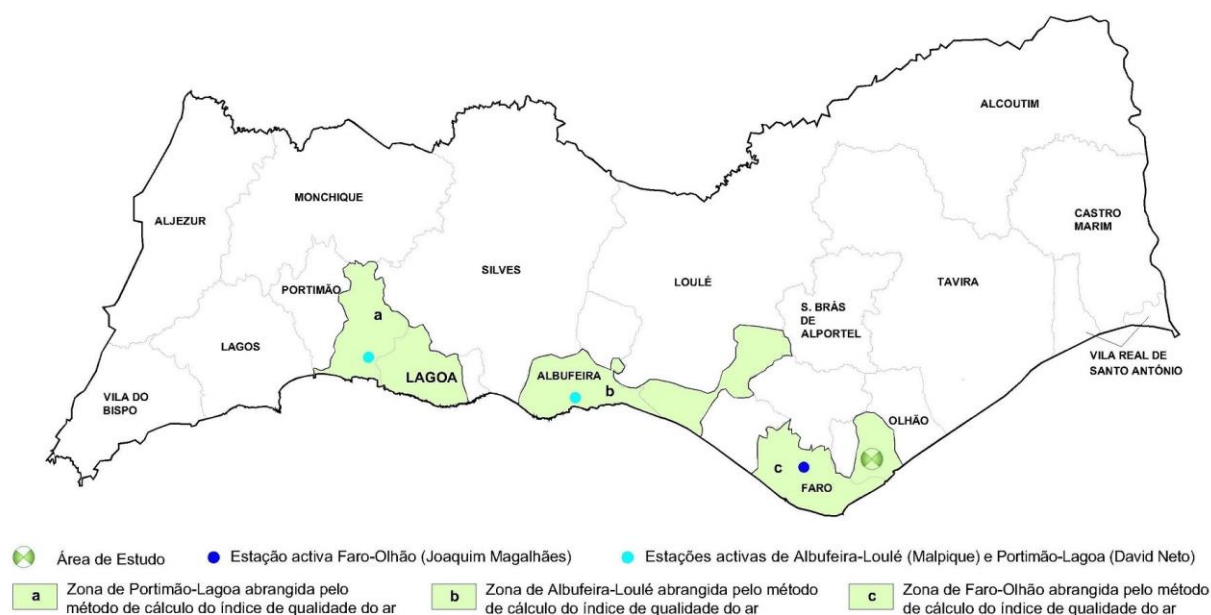 ALCOUTIM
MONCHIQUE
ALJEZUR
CASTRO
MARIM
SILVES
LOULÉ
TAVIRA
PORTIMÃO
S. BRÁS
DE
ALPORTEL
a
LAGOS
VILA REAL DE
SANTO ANTÓNIO
LAGOA
ALBUFEIRA
b
VILA DO
BISPO
OLHÃO
c
FARO
Área de Estudo
Estação activa Faro-Olhão (Joaquim Magalhães)
Estações activas de Albufeira-Loulé (Malpique) e Portimão-Lagoa (David Neto)
a Zona de Portimão-Lagoa abrangida pelo
método de cálculo do índice de qualidade do ar
b Zona de Albufeira-Loulé abrangida pelo método
de cálculo do índice de qualidade do ar
c Zona de Faro-Olhão abrangida pelo método
de cálculo do índice de qualidade do ar